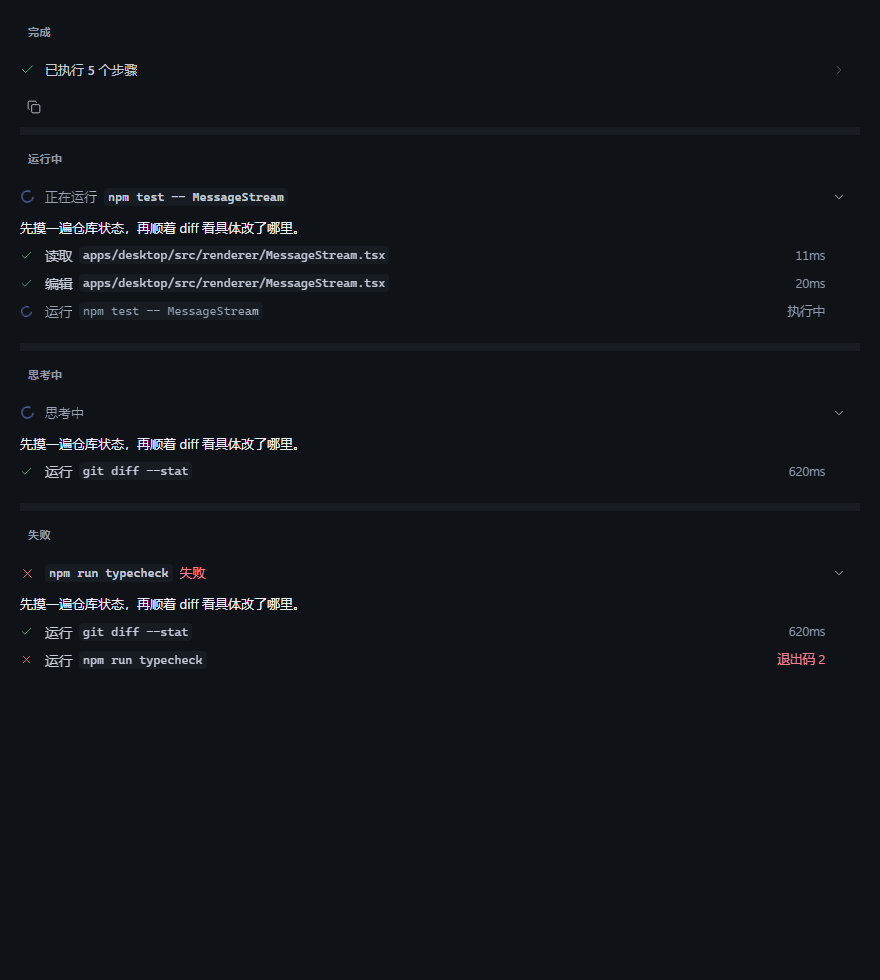 完成
已执行 5 个步骤
运行中
正在运行 npm test -- MessageStream
先摸一遍仓库状态，再顺着 diff 看具体改了哪里。
读取 apps/desktop/src/renderer/MessageStream.tsx 11ms
编辑 apps/desktop/src/renderer/MessageStream.tsx 20ms
运行 npm test -- MessageStream 执行中
思考中
思考中
先摸一遍仓库状态，再顺着 diff 看具体改了哪里。
运行 git diff --stat 620ms
失败
npm run typecheck 失败
先摸一遍仓库状态，再顺着 diff 看具体改了哪里。
运行 git diff --stat 620ms
运行 npm run typecheck 退出码 2